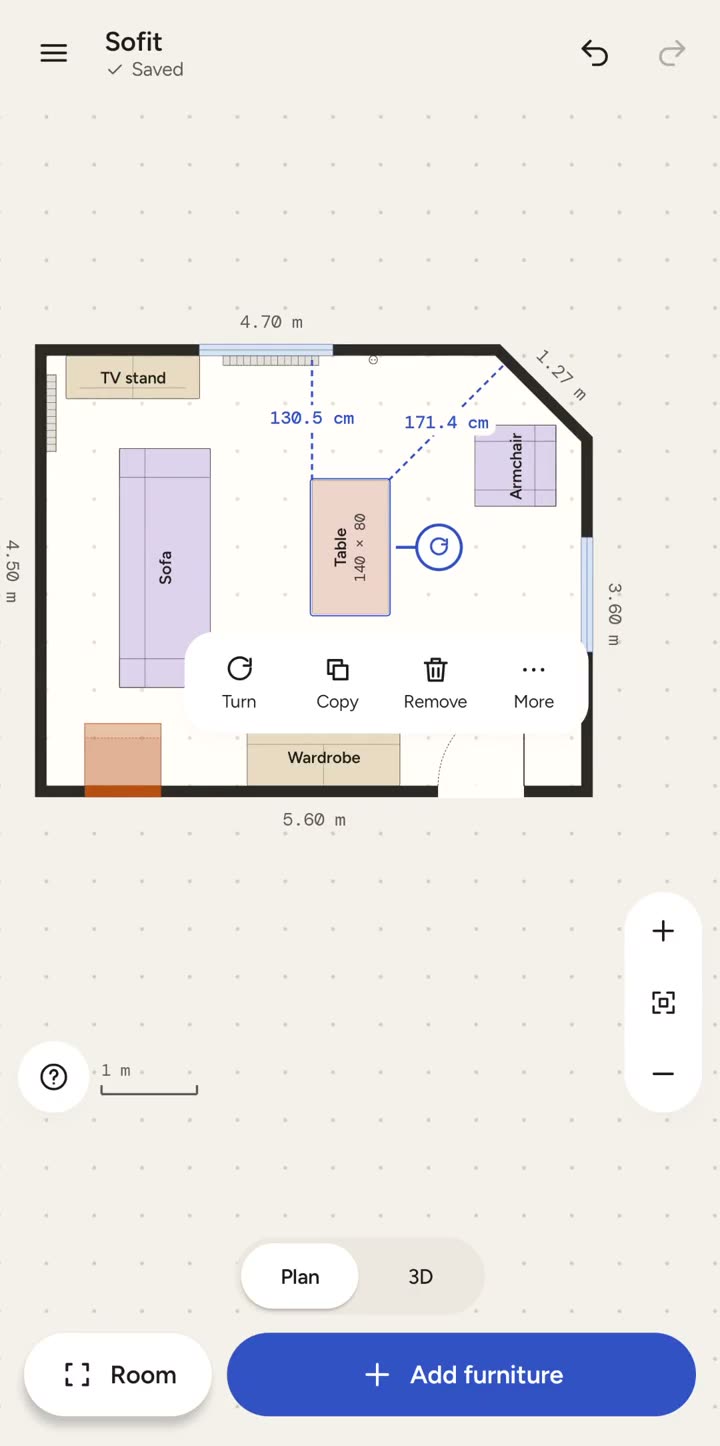 Sofit
Saved
4.70 m
1.27 m
TV stand
130.5 cm
171.4 cm
Armchair
Table
140 × 80
Sofa
4.50 m
3.60 m
Turn
Copy
Remove
More
Wardrobe
5.60 m
1 m
Plan
3D
Room
Add furniture